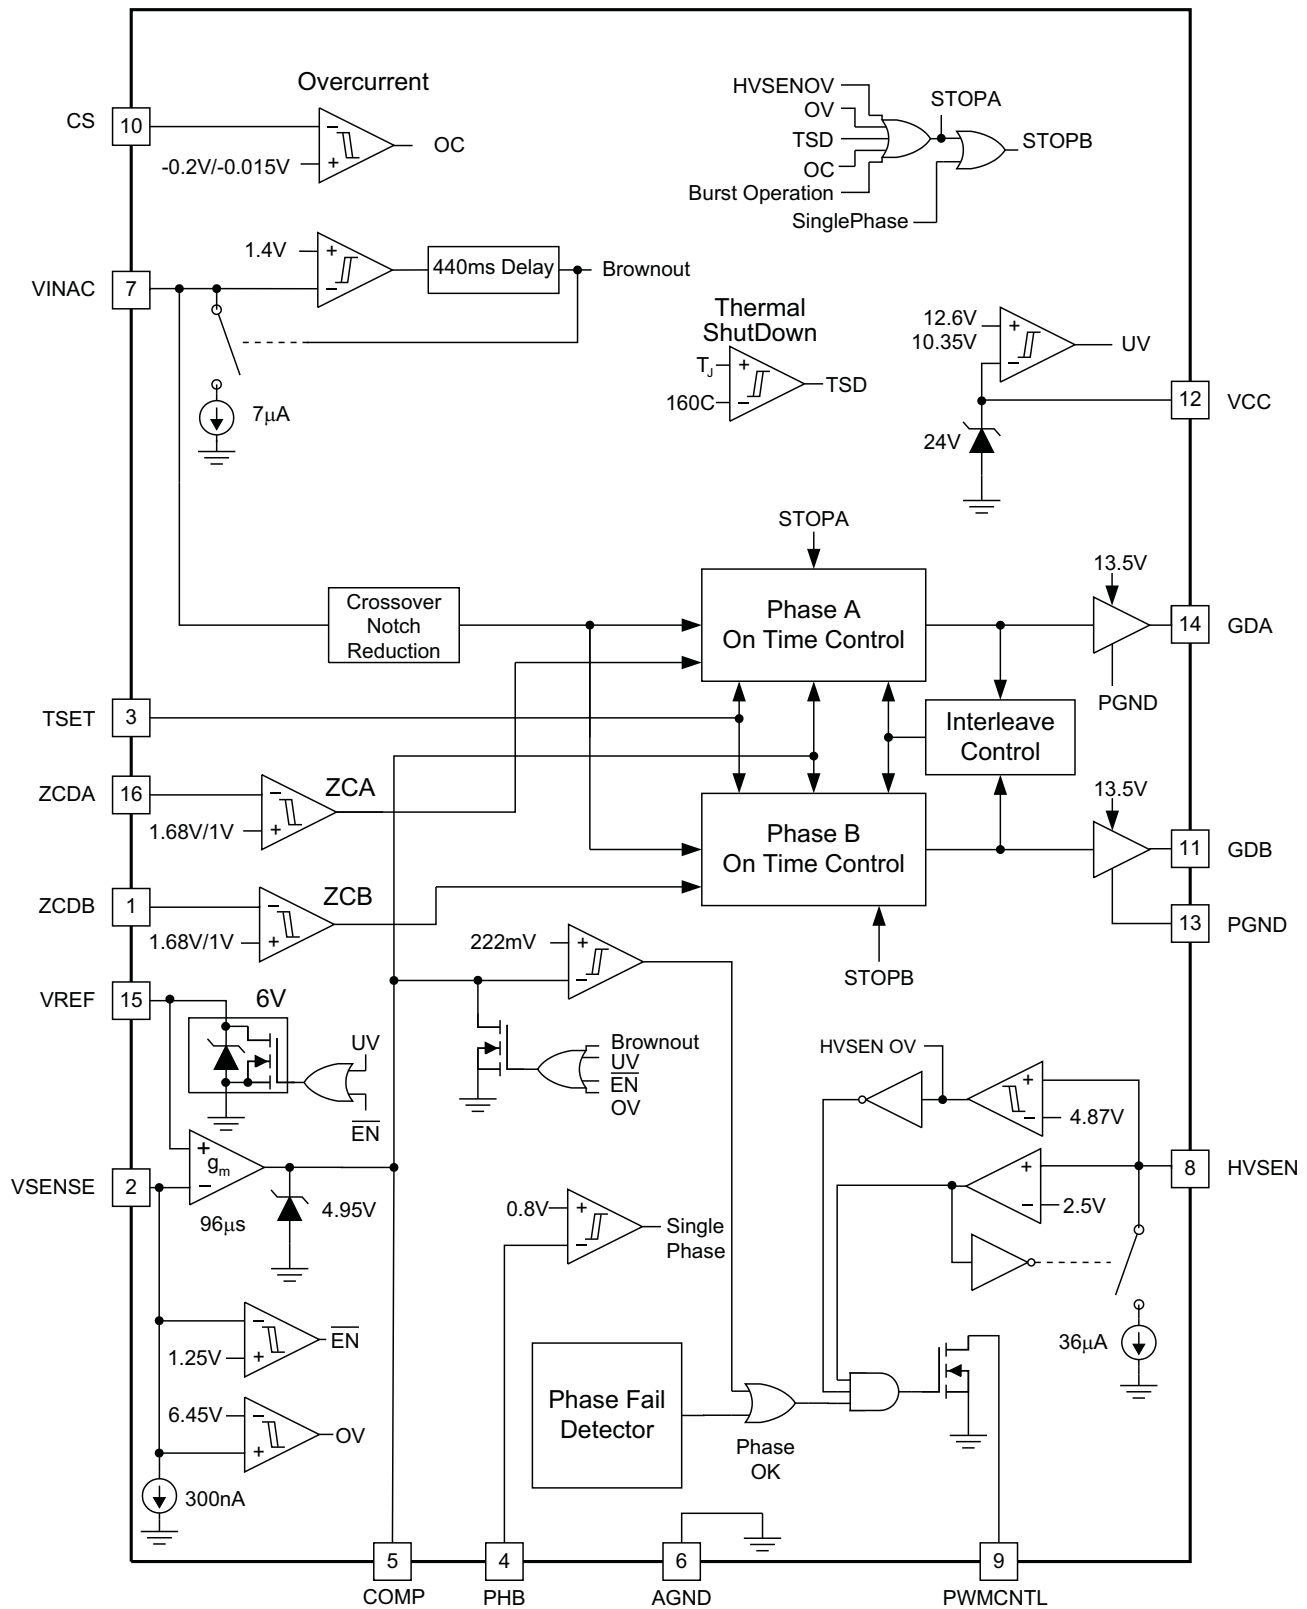 Overcurrent
CS
10
−
+
OC
-0.2V/-0.015V
HVSENOV
OV
TSD
OC
Burst Operation
SinglePhase
STOPA
STOPB
1.4V
+
−
440ms Delay
Brownout
VINAC
7
7μA
Thermal
ShutDown
TJ
+
160C
−
TSD
12.6V
10.35V
+
−
UV
12
VCC
24V
STOPA
Phase A
On Time Control
Crossover
Notch
Reduction
13.5V
14
GDA
PGND
TSET
3
Interleave
Control
ZCDA
16
−
+
ZCA
1.68V/1V
Phase B
On Time Control
13.5V
11
GDB
13
PGND
ZCDB
1
−
+
ZCB
1.68V/1V
STOPB
222mV
+
−
VREF
15
6V
UV
EN
Brownout
UV
EN
OV
HVSEN OV
+
−
4.87V
VSENSE
2
+
−
gm
96μs
4.95V
8
HVSEN
+
−
2.5V
0.8V
+
−
Single
Phase
36μA
−
+
EN
1.25V
6.45V
−
+
OV
300nA
Phase Fail
Detector
Phase
OK
5
COMP
4
PHB
6
AGND
9
PWMCNTL